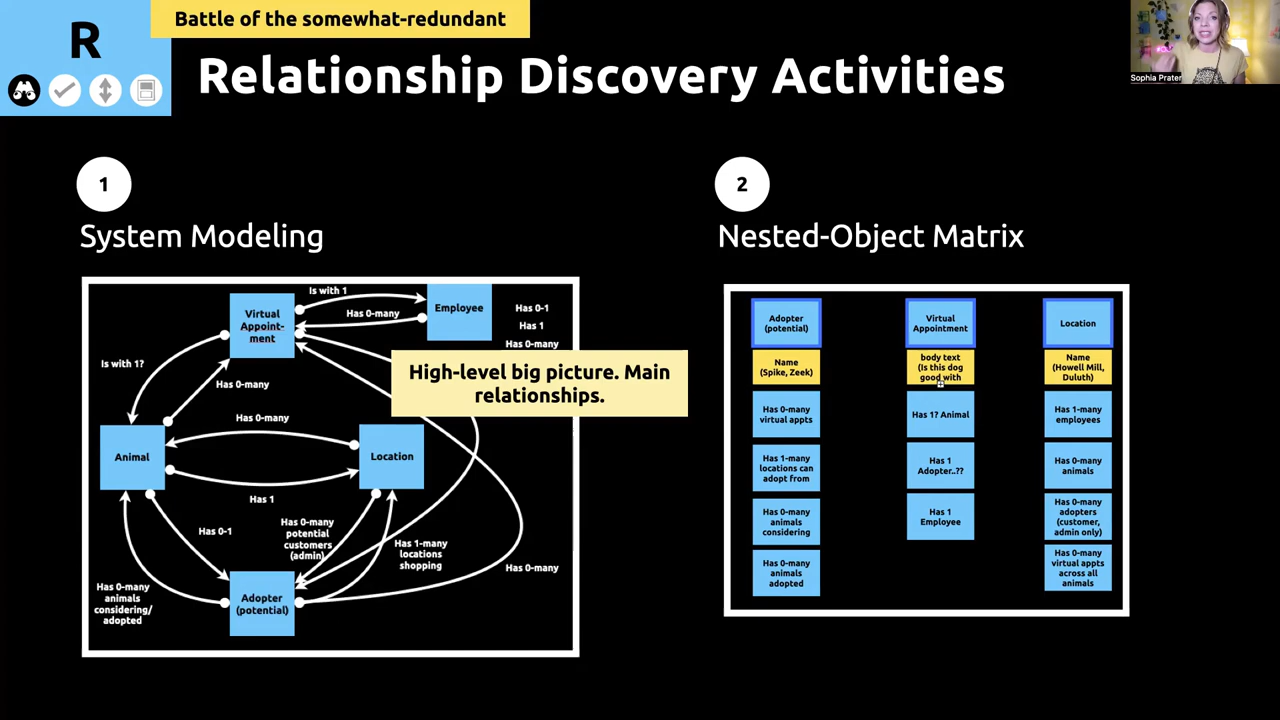 Battle of the somewhat-redundant
R
Relationship Discovery Activities
Sophia Prater
1
System Modeling
Is with 1
Virtual
Appoint-
ment
Employee
Has 0-many
Has 0-1
Has 1
Has 0-many
Is with 1?
Has 0-many
High-level big picture. Main
relationships.
Has 0-many
Animal
Location
Has 1
Has 0-1
Has 0-many
potential
customers
(admin)
Has 1-many
locations
shopping
Has 0-many
Has 0-many
animals
considering/
adopted
Adopter
(potential)
2
Nested-Object Matrix
Adopter
(potential)
Name
(Spike, Zeek)
Has 0-many
virtual appts
Has 1-many
locations can
adopt from
Has 0-many
animals
considering
Has 0-many
animals
adopted
Virtual
Appointment
body text
(Is this dog
good with
Has 1? Animal
Has 1
Adopter..??
Has 1
Employee
Location
Name
(Howell Mill,
Duluth)
Has 1-many
employees
Has 0-many
animals
Has 0-many
adopters
(customer,
admin only)
Has 0-many
virtual appts
across all
animals